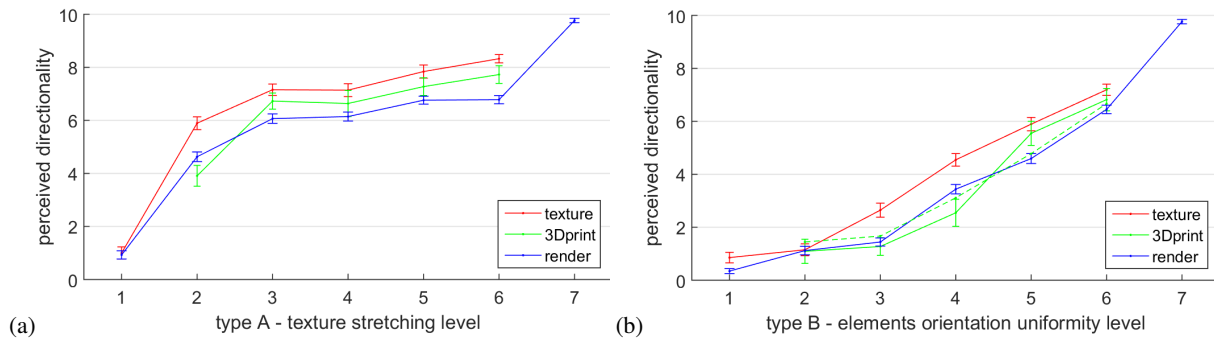 10
8
6
4
2
0
perceived directionality
texture
3Dprint
render
1 2 3 4 5 6 7
type A - texture stretching level
(a)
10
8
6
4
2
0
perceived directionality
texture
3Dprint
render
1 2 3 4 5 6 7
type B - elements orientation uniformity level
(b)